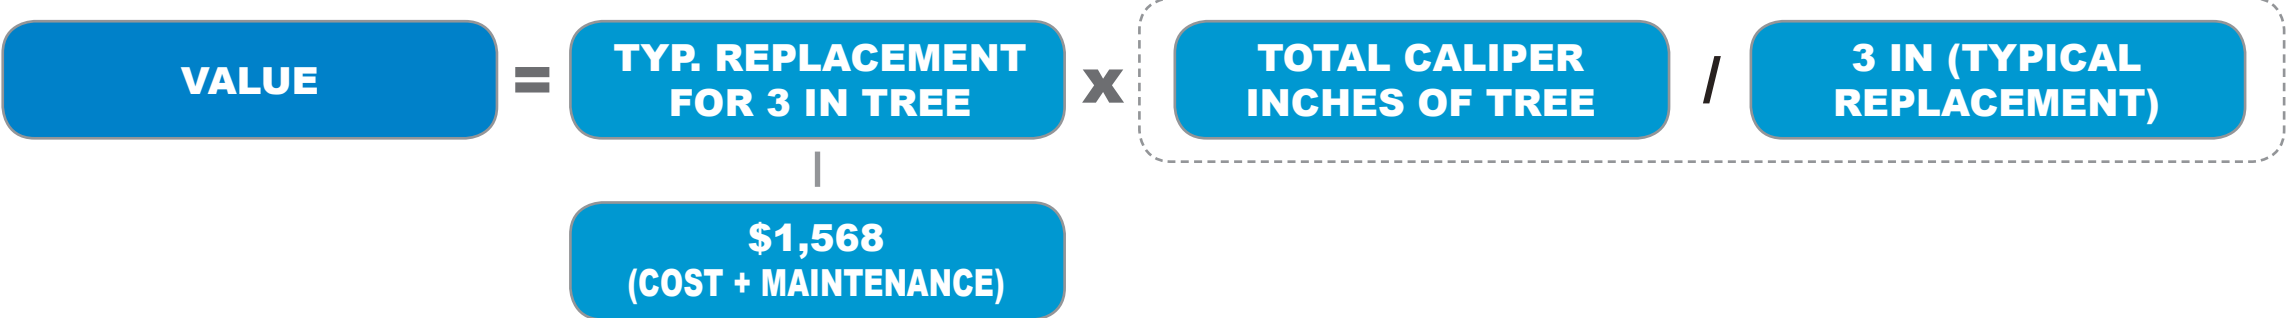 VALUE
=
TYP. REPLACEMENT
FOR 3 IN TREE
x
TOTAL CALIPER
INCHES OF TREE
/
3 IN (TYPICAL
REPLACEMENT)
$1,568
(COST + MAINTENANCE)